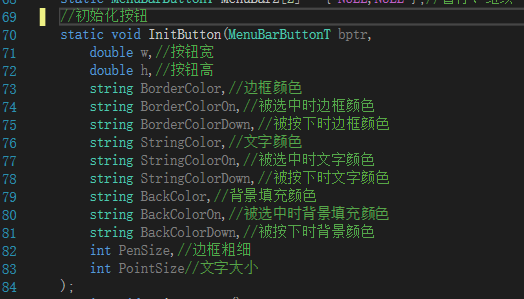 69 //初始化按钮
70 static void InitButton(MenuBarButtonT bptr,
71 double w,//按钮宽
72 double h,//按钮高
73 string BorderColor,//边框颜色
74 string BorderColorOn,//被选中时边框颜色
75 string BorderColorDown,//被按下时边框颜色
76 string StringColor,//文字颜色
77 string StringColorOn,//被选中时文字颜色
78 string StringColorDown,//被按下时文字颜色
79 string BackColor,//背景填充颜色
80 string BackColorOn,//被选中时背景填充颜色
81 string BackColorDown,//被按下时背景颜色
82 int PenSize,//边框粗细
83 int PointSize//文字大小
84 );